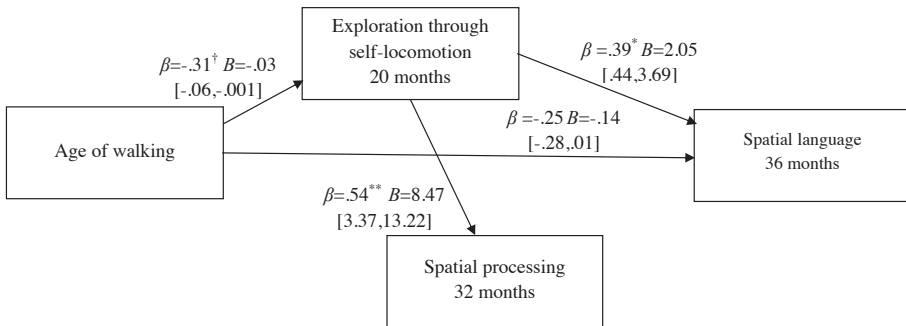 Exploration through
self-locomotion
20 months
β=-.31† B=-.03
[-.06,-.001]
β =.39* B=2.05
[.44,3.69]
Age of walking
β =-.25 B=-.14
[-.28,.01]
Spatial language
36 months
β=.54** B=8.47
[3.37,13.22]
Spatial processing
32 months